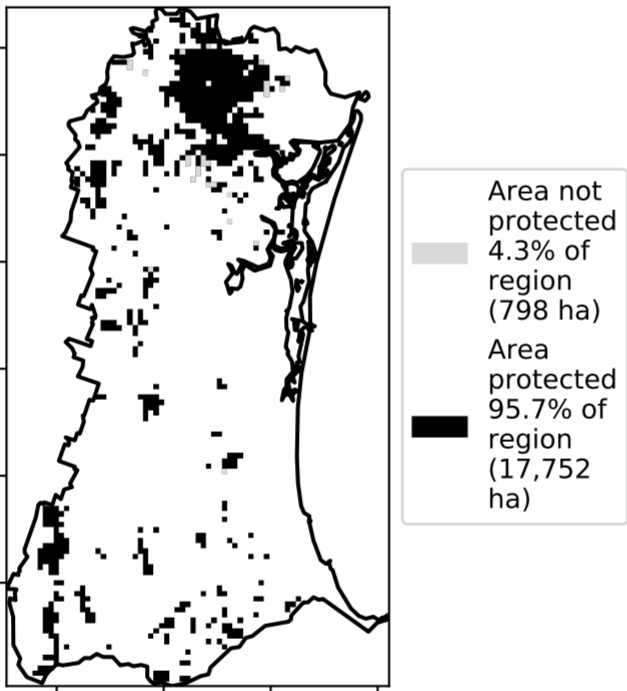 Area not
protected
4.3% of
region
(798 ha)
Area
protected
95.7% of
region
(17,752
ha)